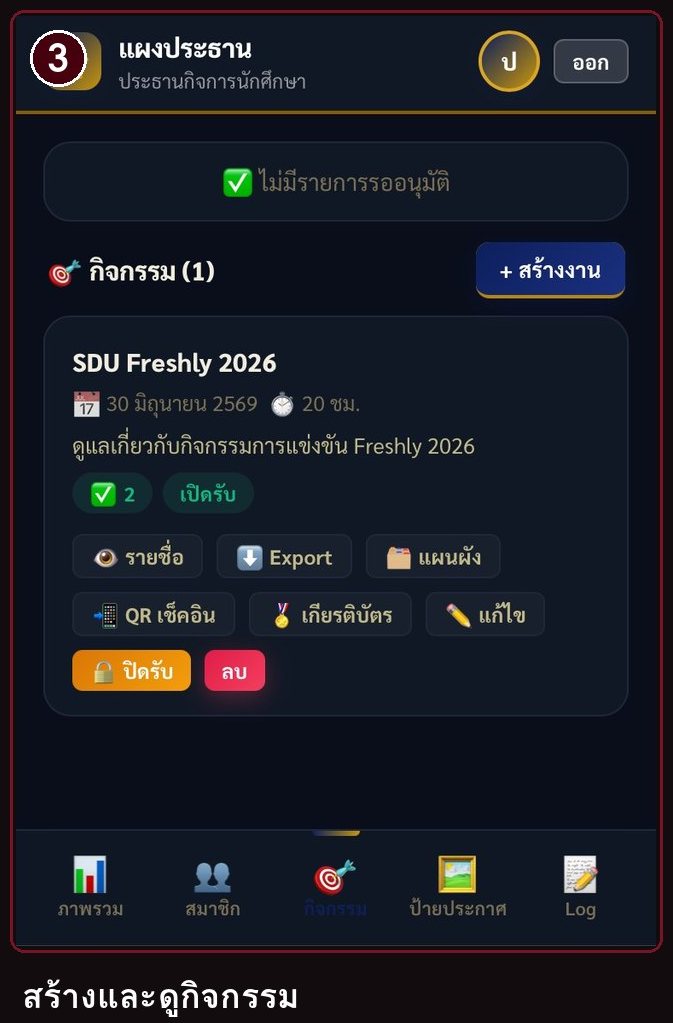 3
แผงประธาน
ประธานกิจการนักศึกษา
ป
ออก
ไม่มีรายการรออนุมัติ
กิจกรรม (1)
+ สร้างงาน
SDU Freshly 2026
17 30 มิถุนายน 2569 20 ชม.
ดูแลเกี่ยวกับกิจกรรมการแข่งขัน Freshly 2026
2 เปิดรับ
รายชื่อ Export แผนผัง
QR เช็คอิน เกียรติบัตร แก้ไข
ปิดรับ ลบ
ภาพรวม สมาชิก กิจกรรม ป้ายประกาศ Log
สร้างและดูกิจกรรม